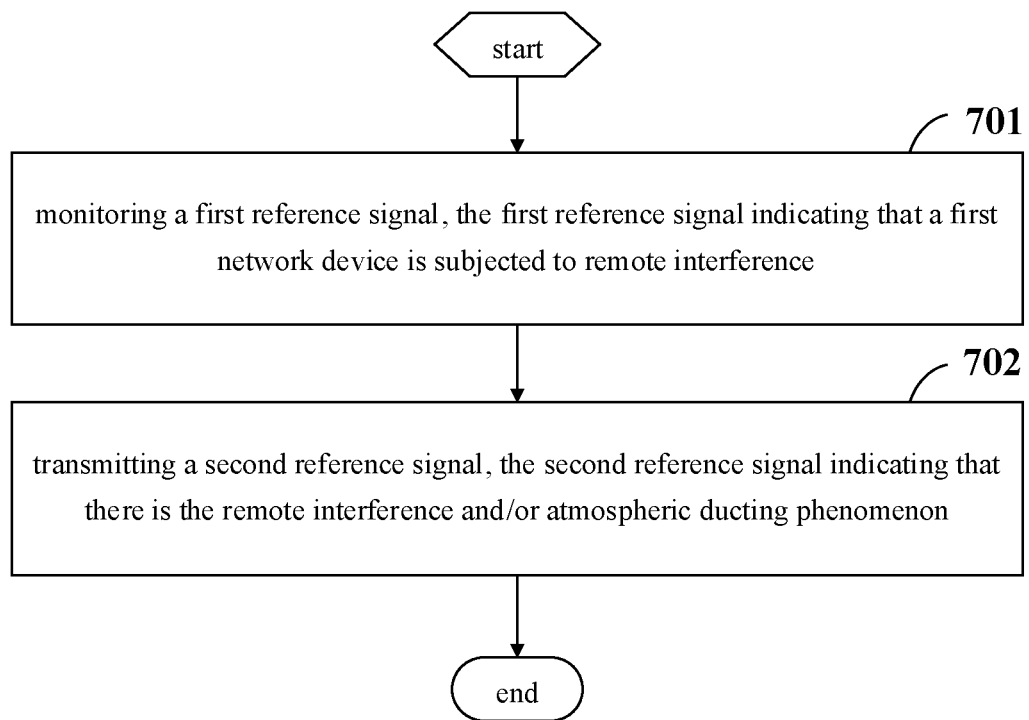 start
701
monitoring a first reference signal, the first reference signal indicating that a first
network device is subjected to remote interference
702
transmitting a second reference signal, the second reference signal indicating that
there is the remote interference and/or atmospheric ducting phenomenon
end